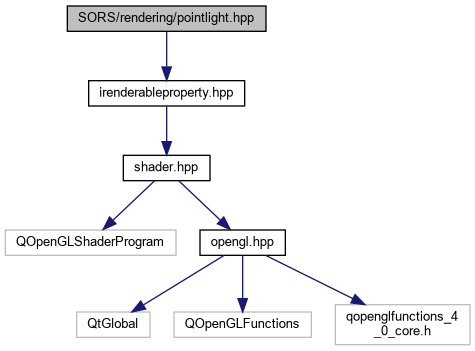 SORS/rendering/pointlight.hpp
irenderableproperty.hpp
shader.hpp
QOpenGLShaderProgram
opengl.hpp
QtGlobal
QOpenGLFunctions
qopenglfunctions_4
_0_core.h